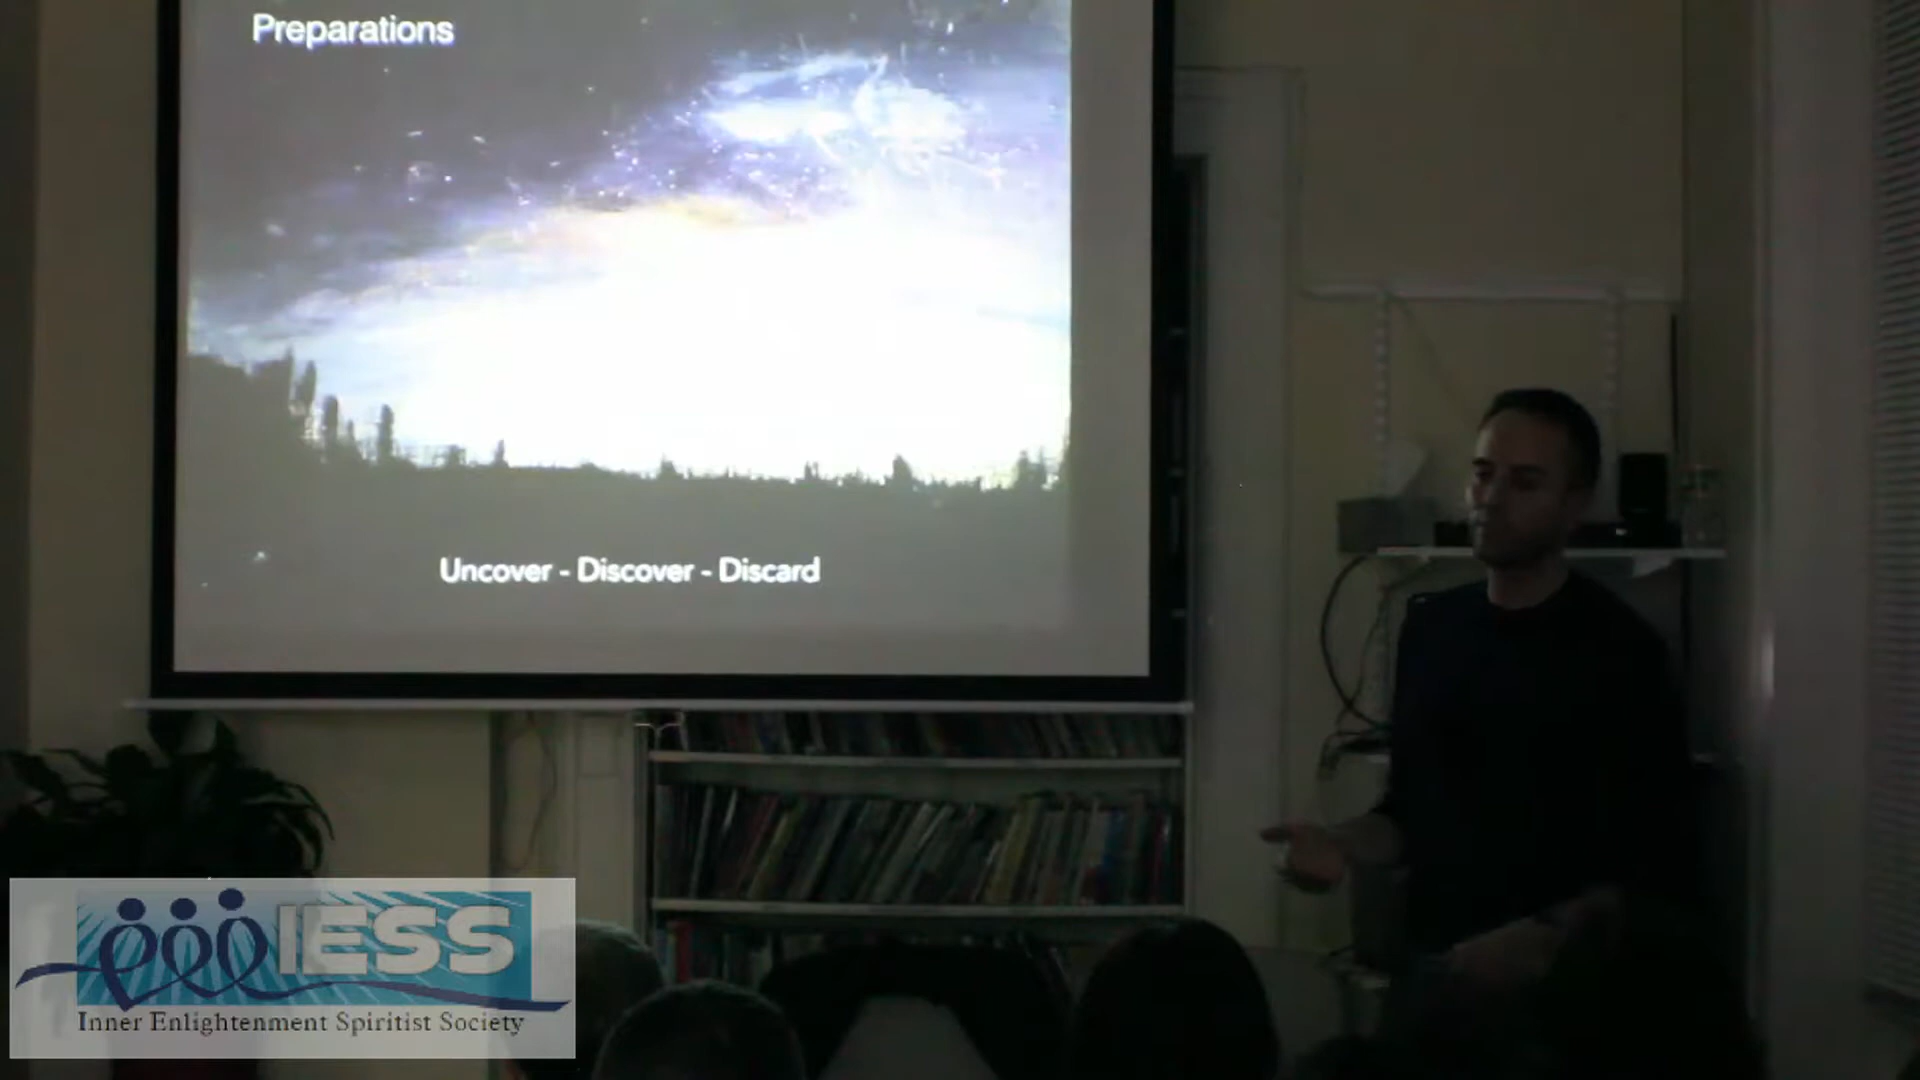 Preparations
Uncover - Discover - Discard
IESS
Inner Enlightenment Spiritist Society